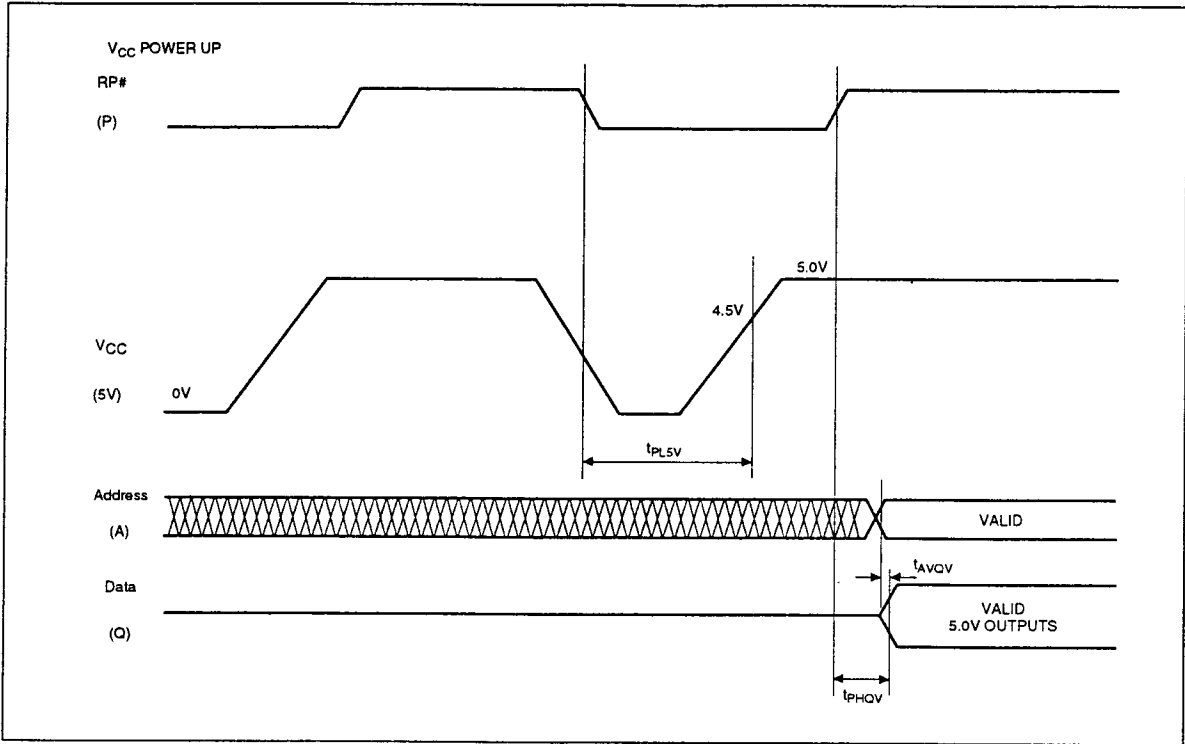 V_CC POWER UP
RP#
(P)
5.0V
4.5V
V_CC
(5V)
0V
t_PL5V
Address
(A)
VALID
t_AVQV
Data
(Q)
VALID
5.0V OUTPUTS
t_PHQV